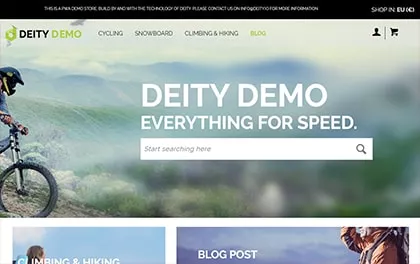 THIS IS A PWA DEMO STORE, BUILD BY AND WITH THE TECHNOLOGY OF DEITY. PLEASE CONTACT US ON INFO@DEITY.IO FOR MORE INFORMATION
SHOP IN: EU (€)
DEITY DEMO
CYCLING SNOWBOARD CLIMBING & HIKING BLOG
DEITY DEMO
EVERYTHING FOR SPEED.
Start searching here
CLIMBING & HIKING
BLOG POST